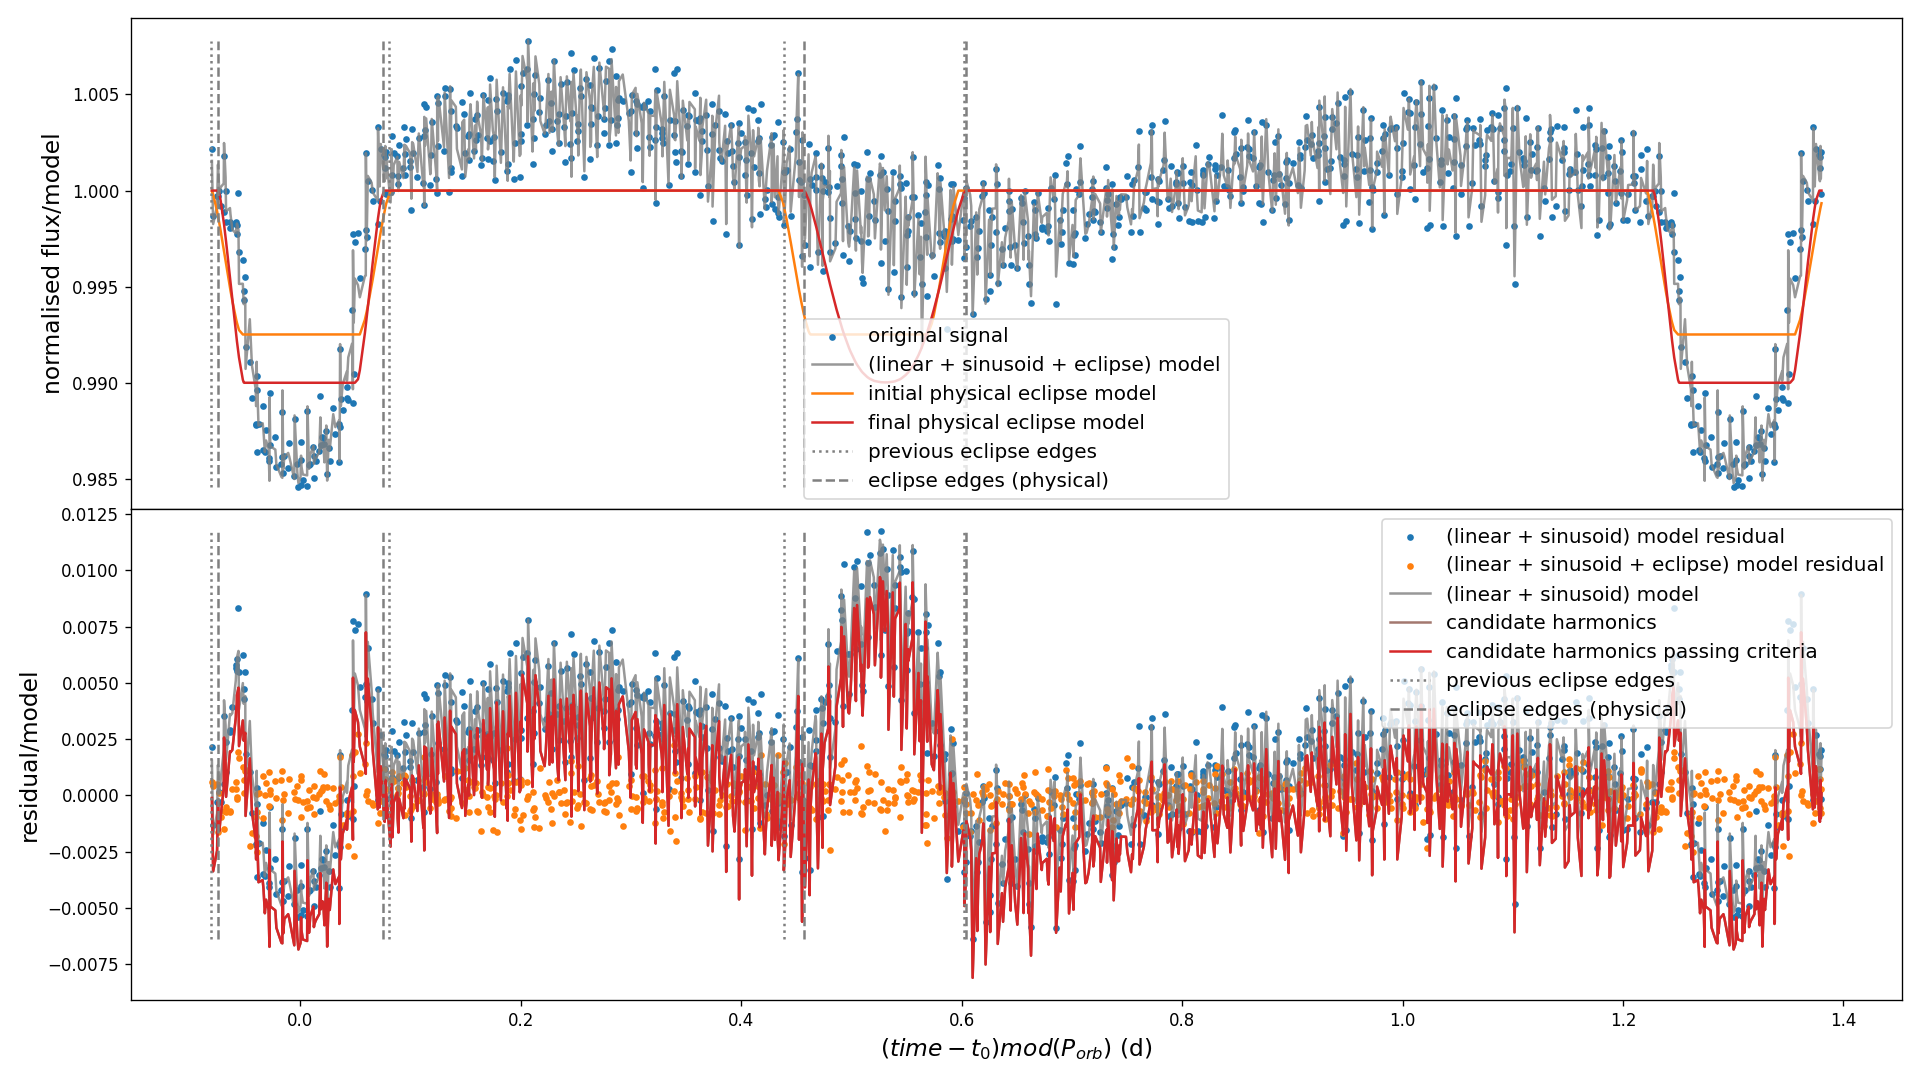 normalised flux/model
1.005
1.000
0.995
0.990
0.985
original signal
(linear + sinusoid + eclipse) model
initial physical eclipse model
final physical eclipse model
previous eclipse edges
eclipse edges (physical)
residual/model
0.0125
0.0100
0.0075
0.0050
0.0025
0.0000
−0.0025
−0.0050
−0.0075
(linear + sinusoid) model residual
(linear + sinusoid + eclipse) model residual
(linear + sinusoid) model
candidate harmonics
candidate harmonics passing criteria
previous eclipse edges
eclipse edges (physical)
0.0 0.2 0.4 0.6 0.8 1.0 1.2 1.4
(time − t₀)mod(Pₒᵣb) (d)